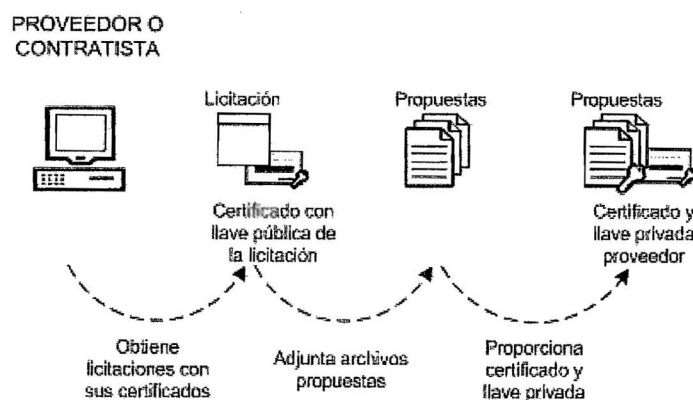 PROVEEDOR O
CONTRATISTA
Licitación
Propuestas
Propuestas
Certificado con
llave pública de
la licitación
Certificado y
llave privada
proveedor
Obtiene
licitaciones con
sus certificados
Adjunta archivos
propuestas
Proporciona
certificado y
llave privada